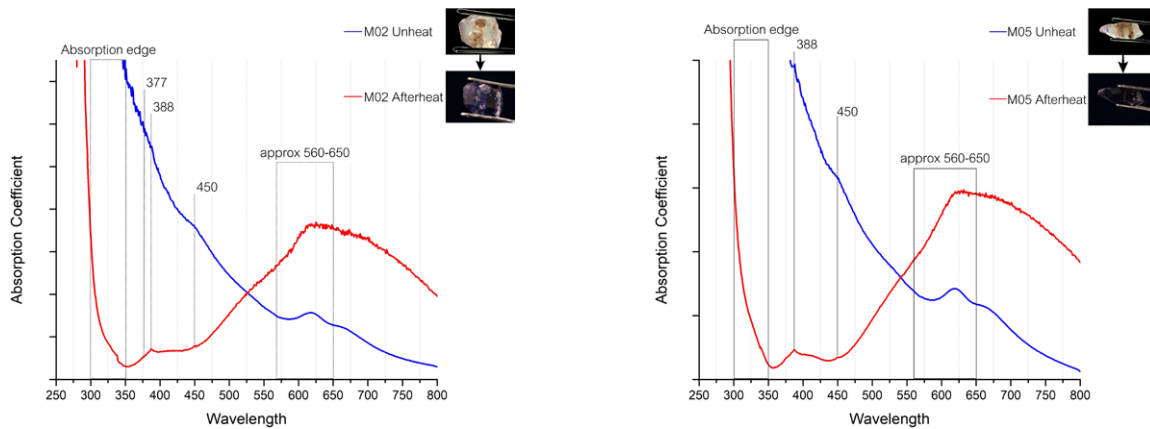 Absorption edge
377
388
450
approx 560-650
M02 Unheat
M02 Afterheat
Absorption Coefficient
250 300 350 400 450 500 550 600 650 700 750 800
Wavelength
Absorption edge
388
450
approx 560-650
M05 Unheat
M05 Afterheat
Absorption Coefficient
250 300 350 400 450 500 550 600 650 700 750 800
Wavelength